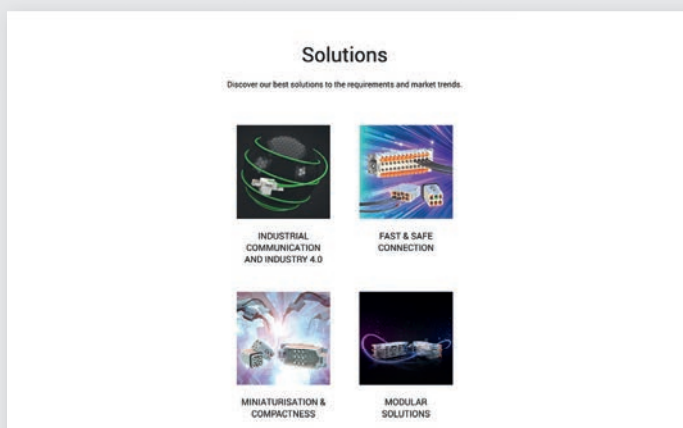 Solutions
Discover our best solutions to the requirements and market trends.
INDUSTRIAL
COMMUNICATION
AND INDUSTRY 4.0
FAST & SAFE
CONNECTION
MINIATURISATION &
COMPACTNESS
MODULAR
SOLUTIONS